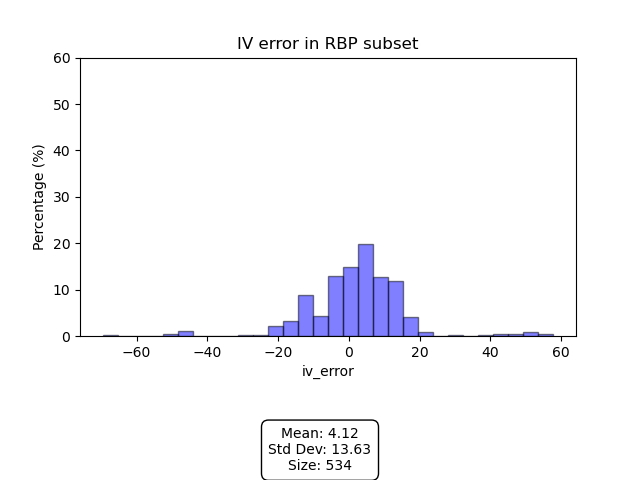 IV error in RBP subset
60
50
40
30
20
10
0
Percentage (%)
−60 −40 −20 0 20 40 60
iv_error
Mean: 4.12
Std Dev: 13.63
Size: 534